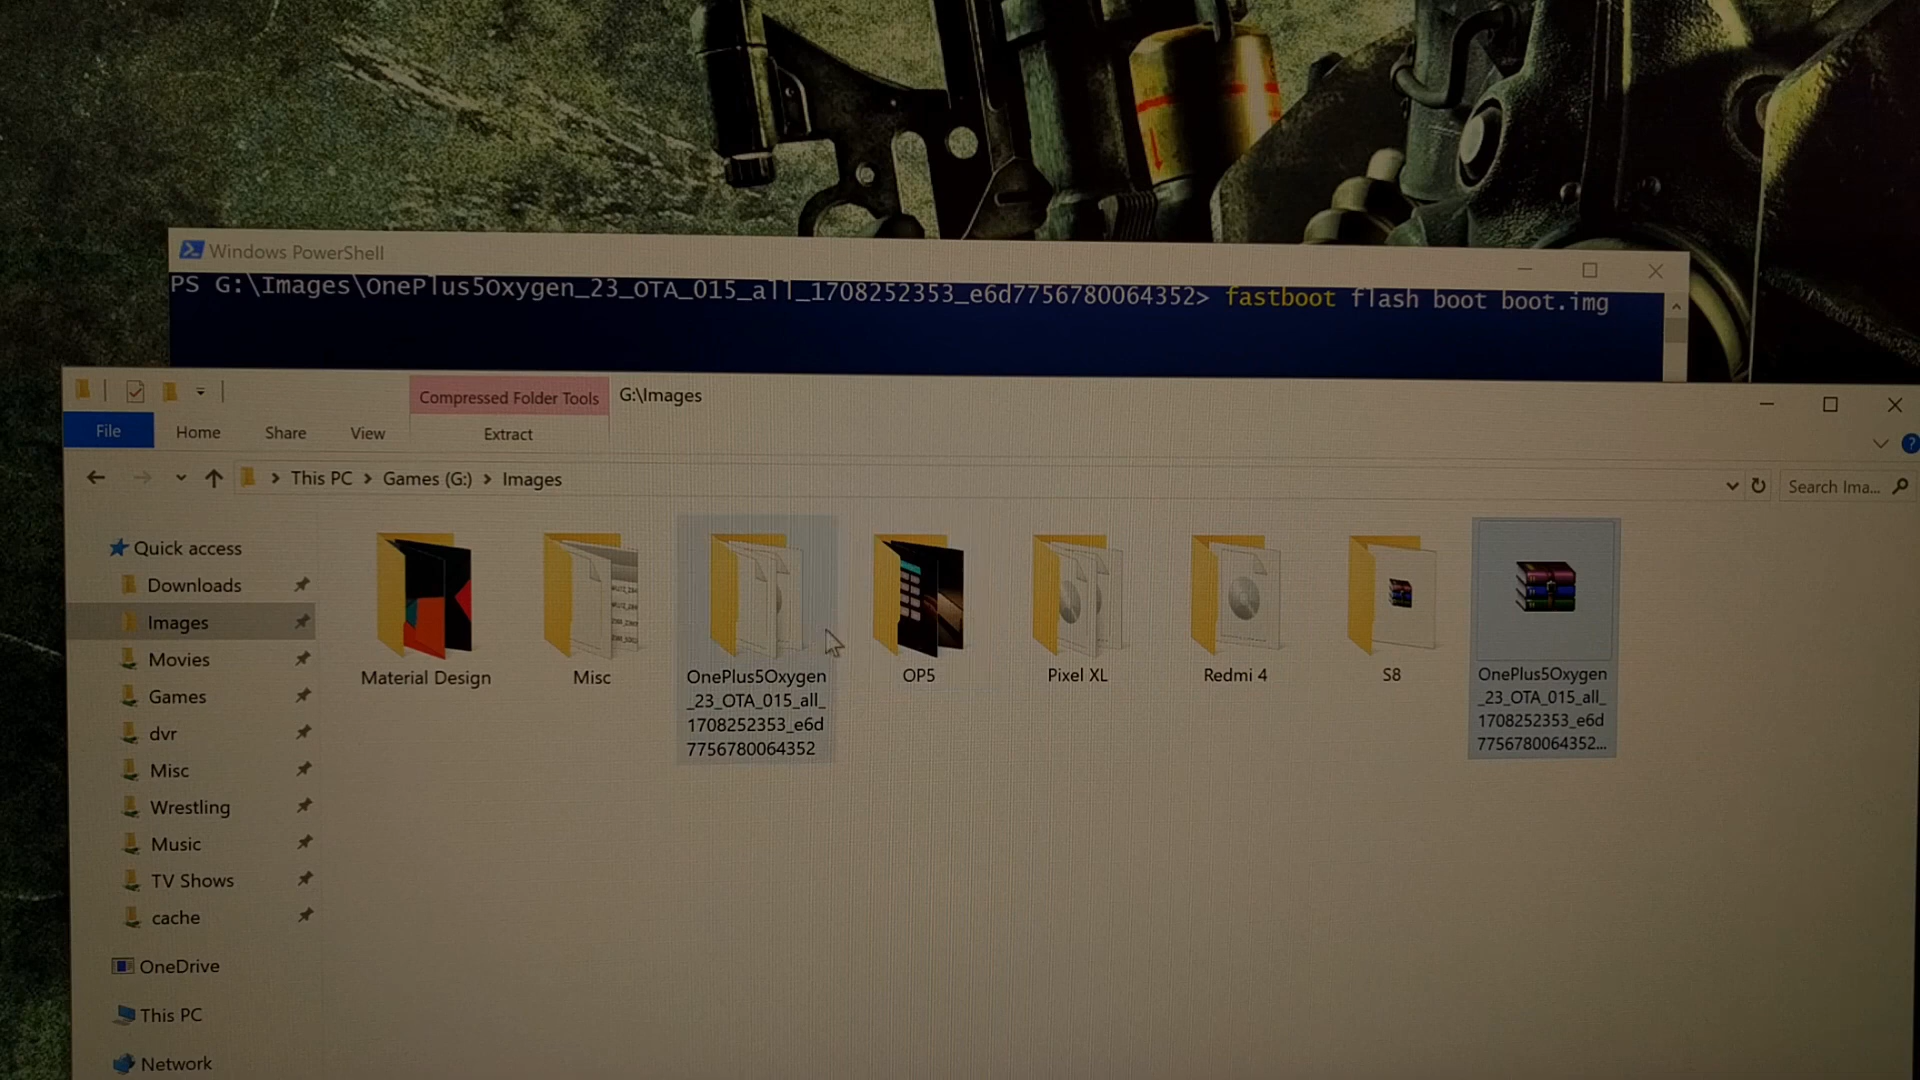 Windows PowerShell
PS G:\Images\OnePlus5Oxygen_23_OTA_015_all_1708252353_e6d7756780064352> fastboot flash boot boot.img
Compressed Folder Tools G:\Images
File Home Share View Extract
This PC > Games (G:) > Images
Search Ima...
Quick access
Downloads
Images
Movies
Games
dvr
Misc
Wrestling
Music
TV Shows
cache
OneDrive
This PC
Network
Material Design
Misc
OnePlus5Oxygen
_23_OTA_015_all_
1708252353_e6d
7756780064352
OP5
Pixel XL
Redmi 4
S8
OnePlus5Oxygen
_23_OTA_015_all_
1708252353_e6d
7756780064352...